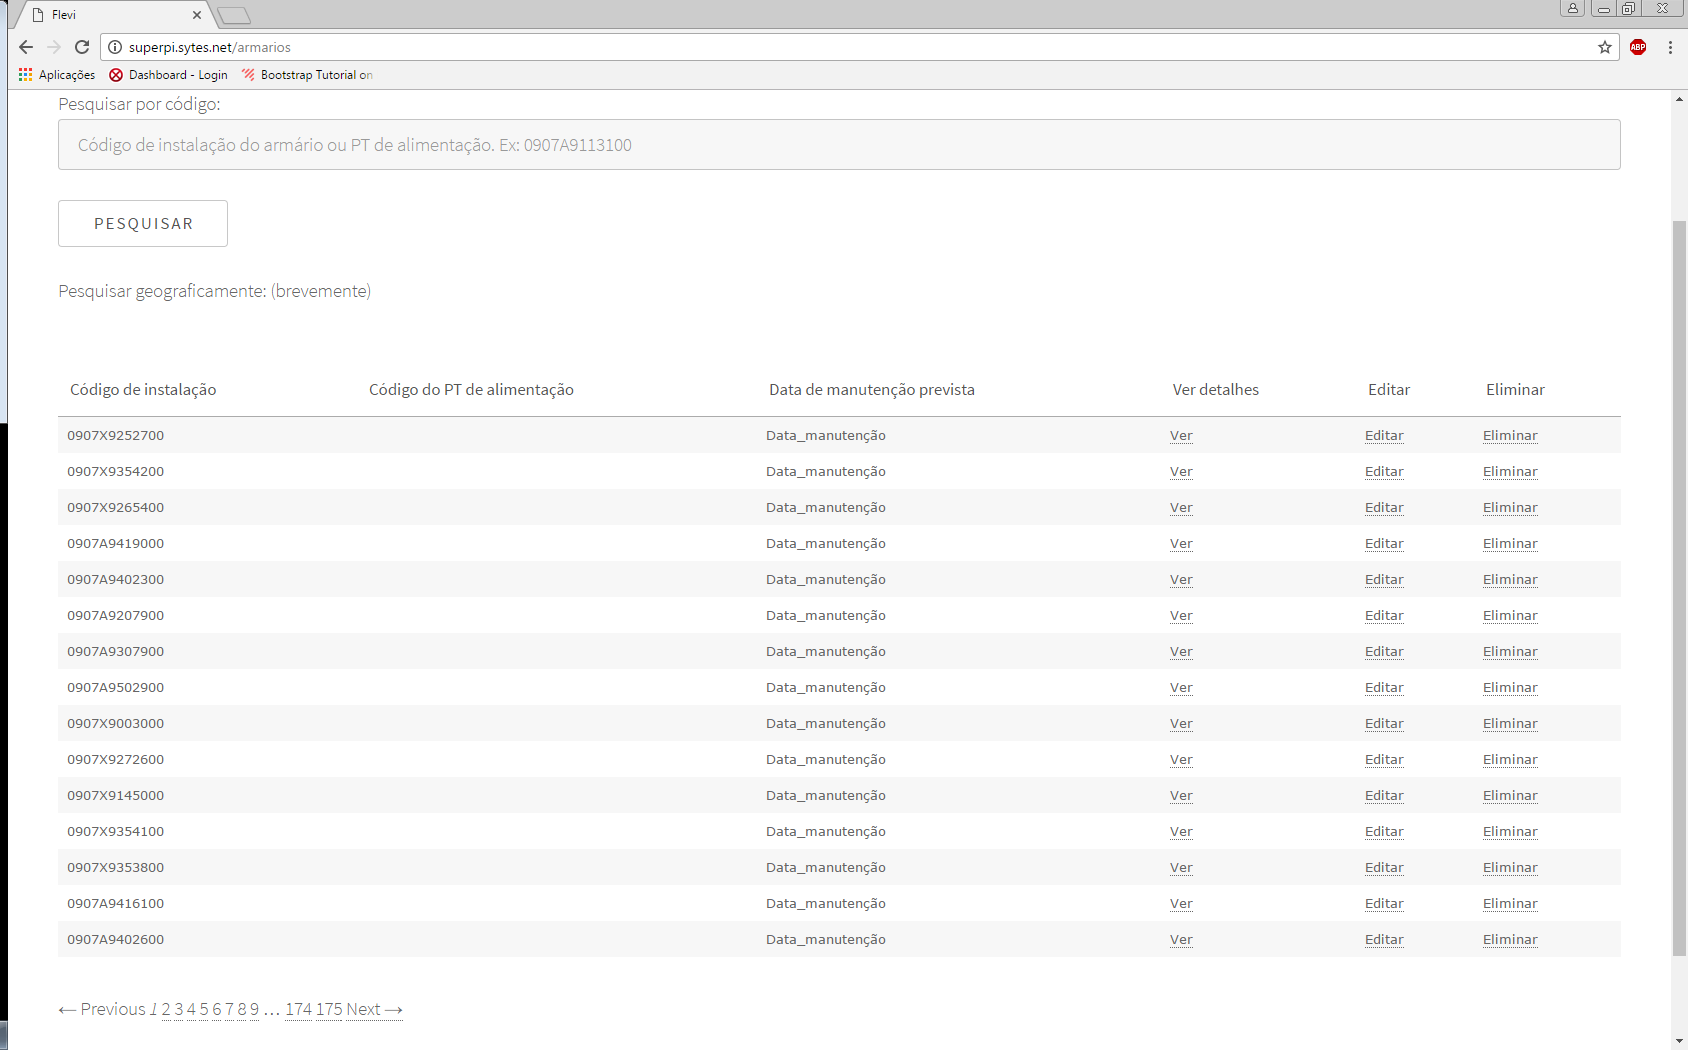 Flevi
superpi.sytes.net/armarios
ABP
Aplicações Dashboard - Login Bootstrap Tutorial on
Pesquisar por código:
Código de instalação do armário ou PT de alimentação. Ex: 0907A9113100
PESQUISAR
Pesquisar geograficamente: (brevemente)
Código de instalação Código do PT de alimentação Data de manutenção prevista Ver detalhes Editar Eliminar
0907X9252700 Data_manutenção Ver Editar Eliminar
0907X9354200 Data_manutenção Ver Editar Eliminar
0907X9265400 Data_manutenção Ver Editar Eliminar
0907A9419000 Data_manutenção Ver Editar Eliminar
0907A9402300 Data_manutenção Ver Editar Eliminar
0907A9207900 Data_manutenção Ver Editar Eliminar
0907A9307900 Data_manutenção Ver Editar Eliminar
0907A9502900 Data_manutenção Ver Editar Eliminar
0907X9003000 Data_manutenção Ver Editar Eliminar
0907X9272600 Data_manutenção Ver Editar Eliminar
0907X9145000 Data_manutenção Ver Editar Eliminar
0907X9354100 Data_manutenção Ver Editar Eliminar
0907X9353800 Data_manutenção Ver Editar Eliminar
0907A9416100 Data_manutenção Ver Editar Eliminar
0907A9402600 Data_manutenção Ver Editar Eliminar
← Previous 1 2 3 4 5 6 7 8 9 … 174 175 Next →